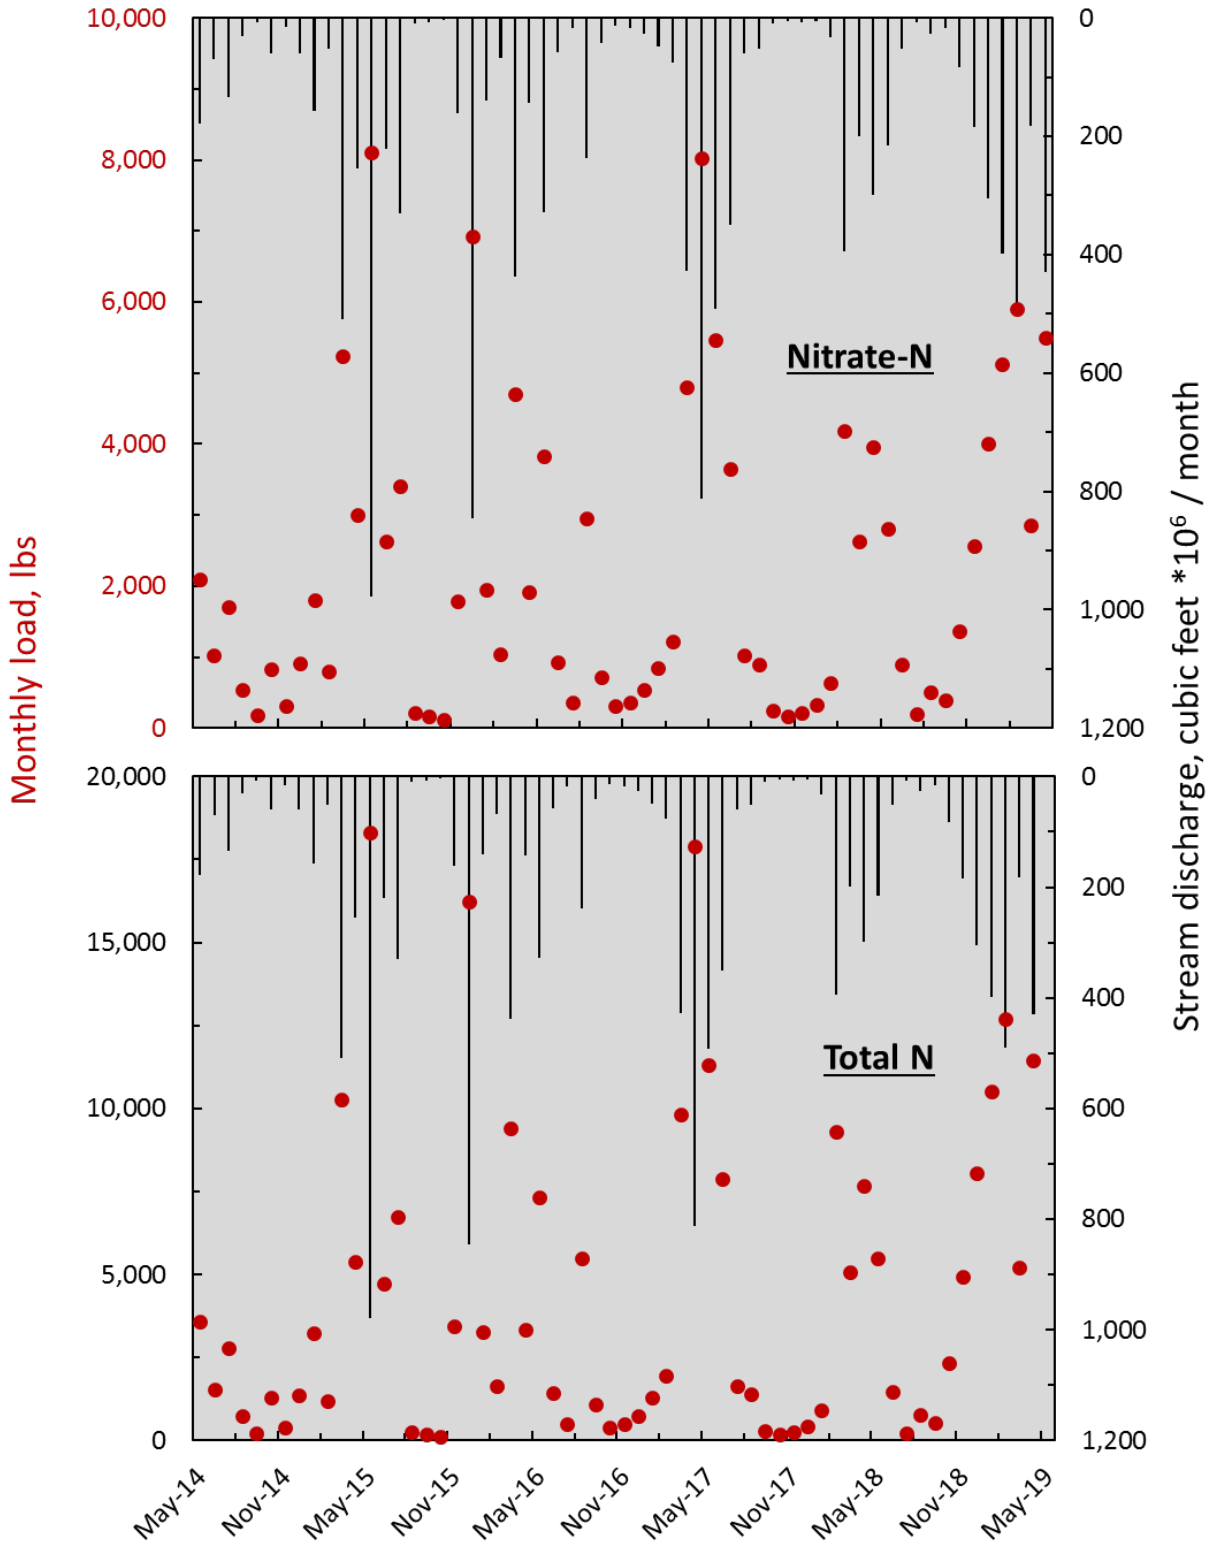 10,000
8,000
6,000
4,000
2,000
0
0
200
400
600
800
1,000
1,200
Nitrate-N
Monthly load, lbs
Stream discharge, cubic feet *10⁶ / month
20,000
15,000
10,000
5,000
0
0
200
400
600
800
1,000
1,200
Total N
May-14
Nov-14
May-15
Nov-15
May-16
Nov-16
May-17
Nov-17
May-18
Nov-18
May-19